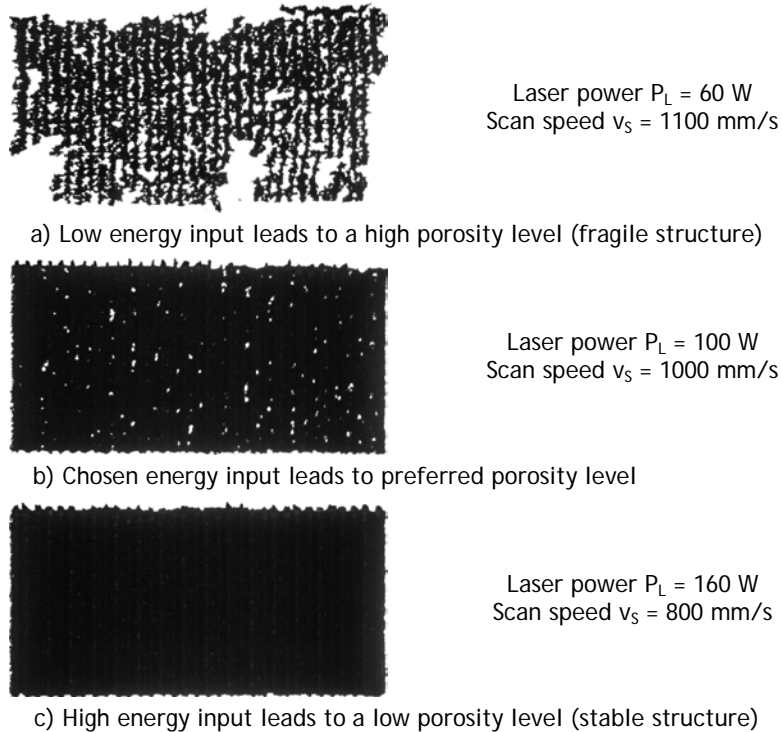 Laser power P_L = 60 W
Scan speed v_S = 1100 mm/s
a) Low energy input leads to a high porosity level (fragile structure)
Laser power P_L = 100 W
Scan speed v_S = 1000 mm/s
b) Chosen energy input leads to preferred porosity level
Laser power P_L = 160 W
Scan speed v_S = 800 mm/s
c) High energy input leads to a low porosity level (stable structure)